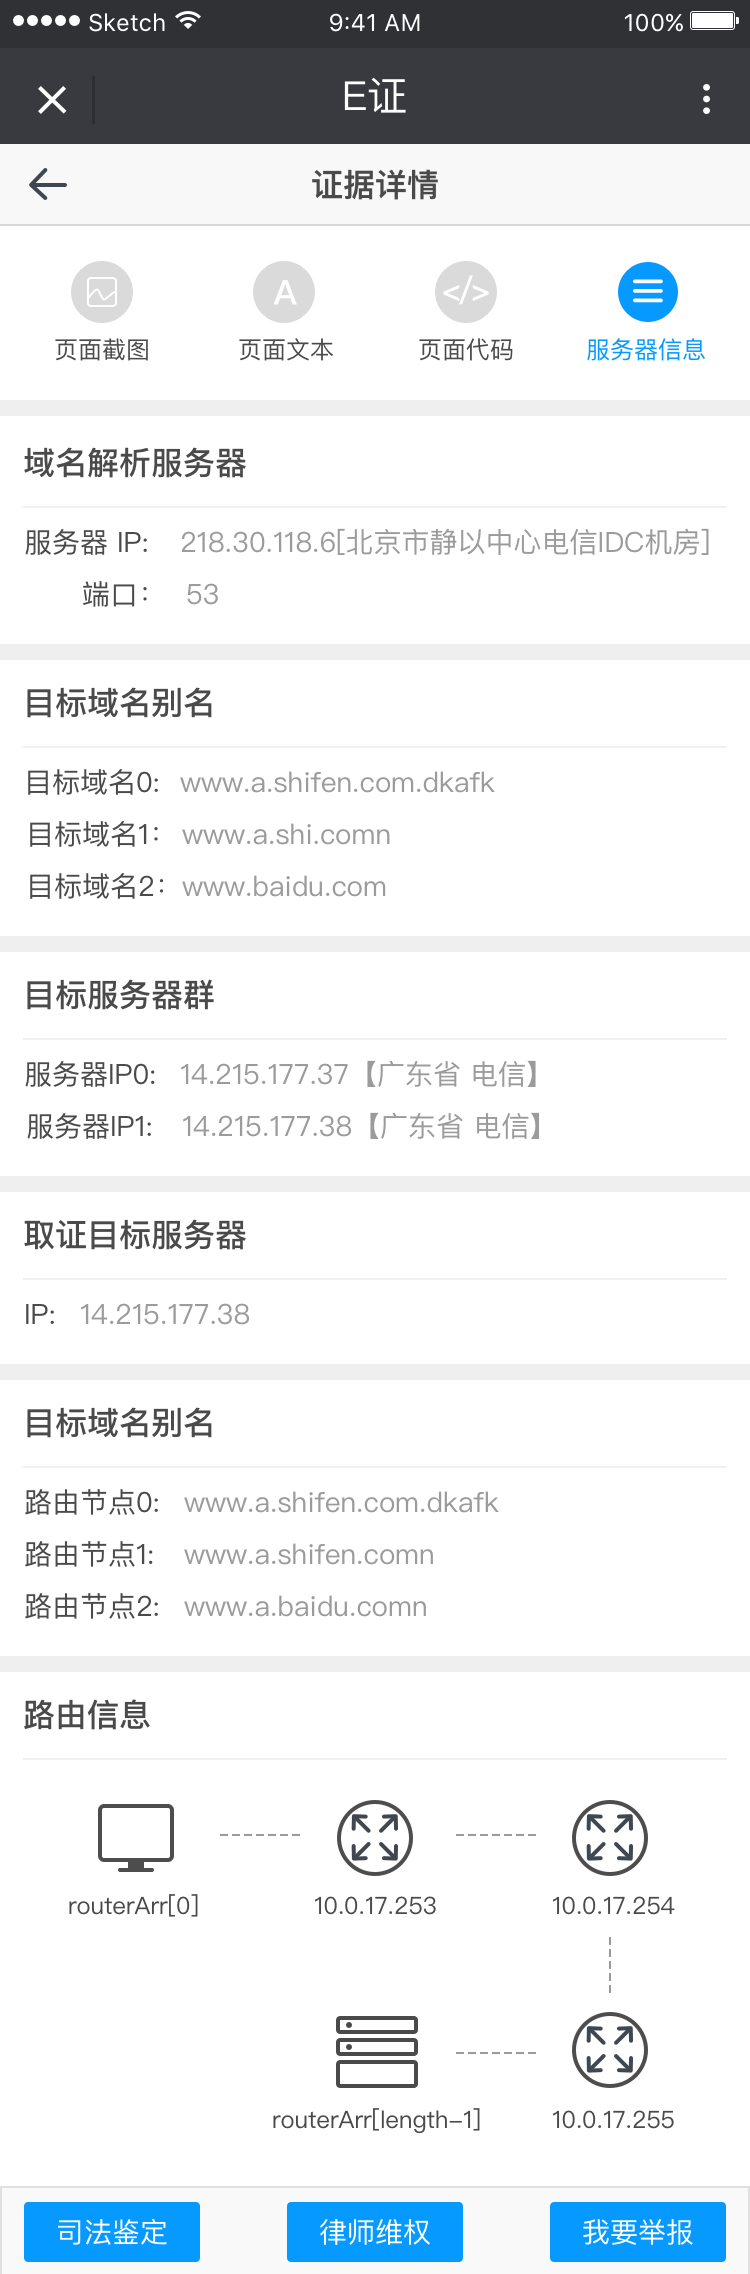 Sketch 9:41 AM 100%
E证
证据详情
A </>
页面截图 页面文本 页面代码 服务器信息
域名解析服务器
服务器 IP: 218.30.118.6[北京市静以中心电信IDC机房]
端口: 53
目标域名别名
目标域名0: www.a.shifen.com.dkafk
目标域名1: www.a.shi.comn
目标域名2: www.baidu.com
目标服务器群
服务器IP0: 14.215.177.37【广东省 电信】
服务器IP1: 14.215.177.38【广东省 电信】
取证目标服务器
IP: 14.215.177.38
目标域名别名
路由节点0: www.a.shifen.com.dkafk
路由节点1: www.a.shifen.comn
路由节点2: www.a.baidu.comn
路由信息
routerArr[0] 10.0.17.253 10.0.17.254
routerArr[length-1] 10.0.17.255
司法鉴定 律师维权 我要举报